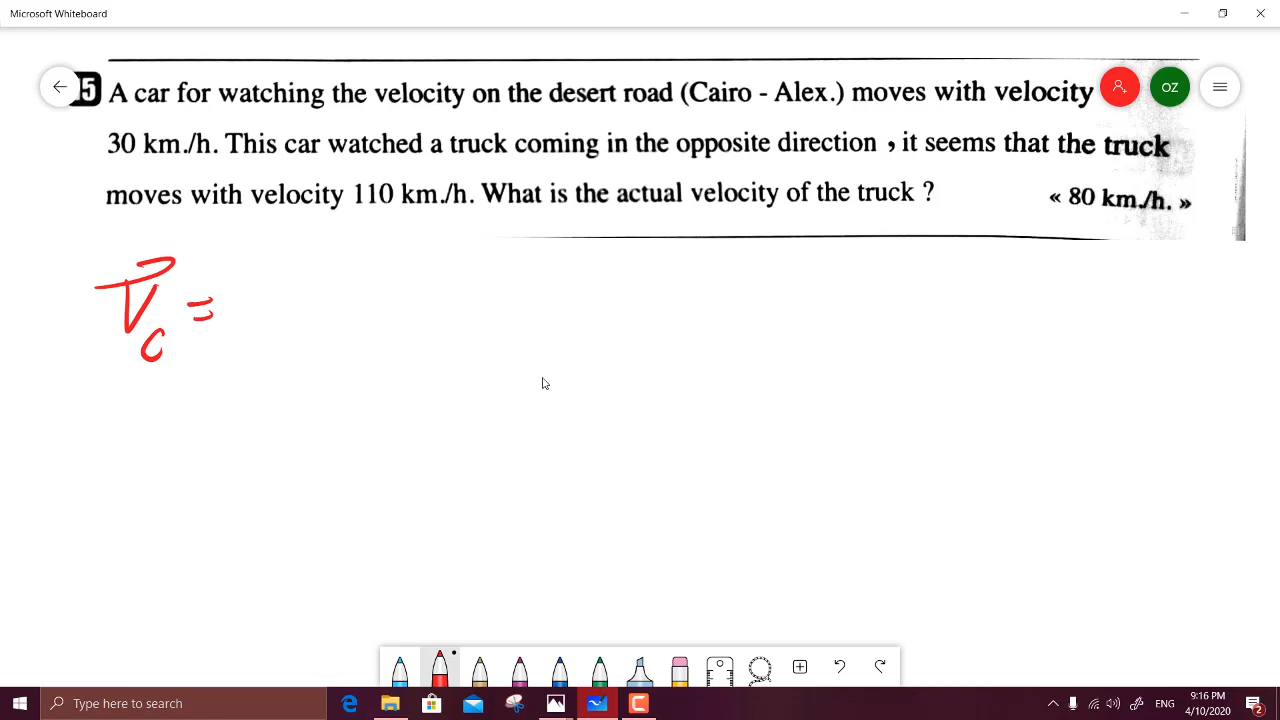 Microsoft Whiteboard
5 A car for watching the velocity on the desert road (Cairo - Alex.) moves with velocity
OZ
30 km./h. This car watched a truck coming in the opposite direction , it seems that the truck
moves with velocity 110 km./h. What is the actual velocity of the truck ? « 80 km./h. »
V⃗c =
Type here to search
ENG
9:16 PM
4/10/2020
2